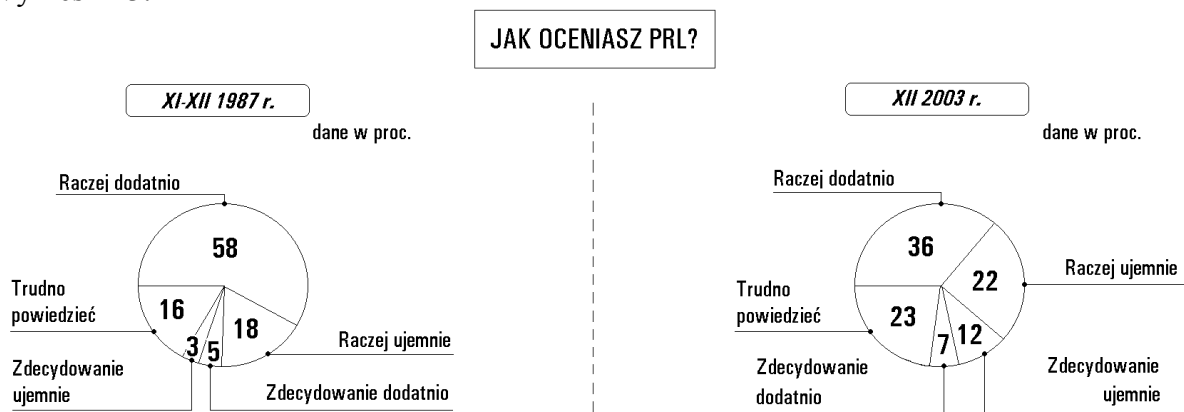 JAK OCENIASZ PRL?
XI-XII 1987 r.
dane w proc.
Raczej dodatnio
58
Trudno
powiedzieć
16
3
5
18
Raczej ujemnie
Zdecydowanie
ujemnie
Zdecydowanie dodatnio
XII 2003 r.
dane w proc.
Raczej dodatnio
36
22
Raczej ujemnie
Trudno
powiedzieć
23
7
12
Zdecydowanie
dodatnio
Zdecydowanie
ujemnie